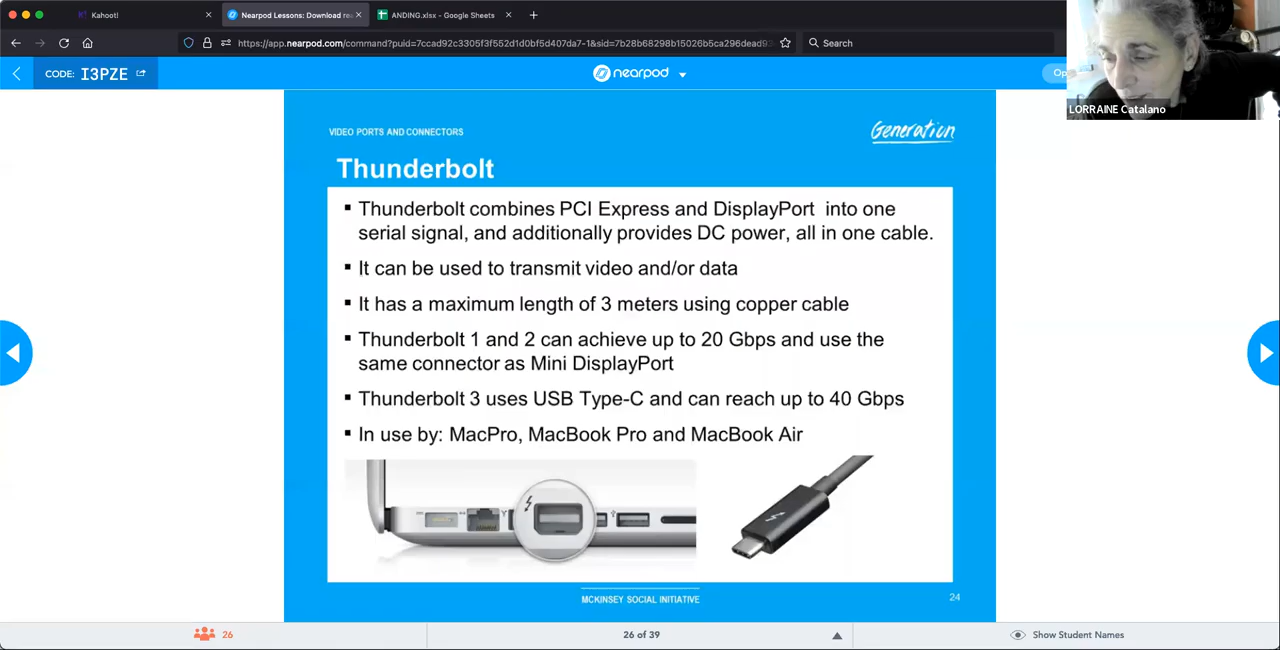 Kahoot!
Nearpod Lessons: Download re
ANDING.xlsx - Google Sheets
https://app.nearpod.com/command?puid=7ccad92c3305f3f552d1d0bf5d407da7-1&sid=7b28b68298b15026b5ca296dead93
Search
CODE: I3PZE
nearpod
Op
LORRAINE Catalano
VIDEO PORTS AND CONNECTORS
Generation
Thunderbolt
▪ Thunderbolt combines PCI Express and DisplayPort into one
serial signal, and additionally provides DC power, all in one cable.
▪ It can be used to transmit video and/or data
▪ It has a maximum length of 3 meters using copper cable
▪ Thunderbolt 1 and 2 can achieve up to 20 Gbps and use the
same connector as Mini DisplayPort
▪ Thunderbolt 3 uses USB Type-C and can reach up to 40 Gbps
▪ In use by: MacPro, MacBook Pro and MacBook Air
MCKINSEY SOCIAL INITIATIVE
24
26
26 of 39
Show Student Names